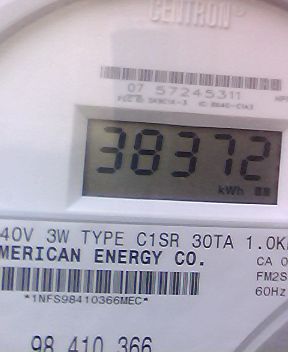 CENTRON®
07 57245311
38372
kWh
40V 3W TYPE C1SR 30TA 1.0K
MERICAN ENERGY CO.
CA 0
FM2S
60Hz
*1NFS98410366MEC*
98 410 366